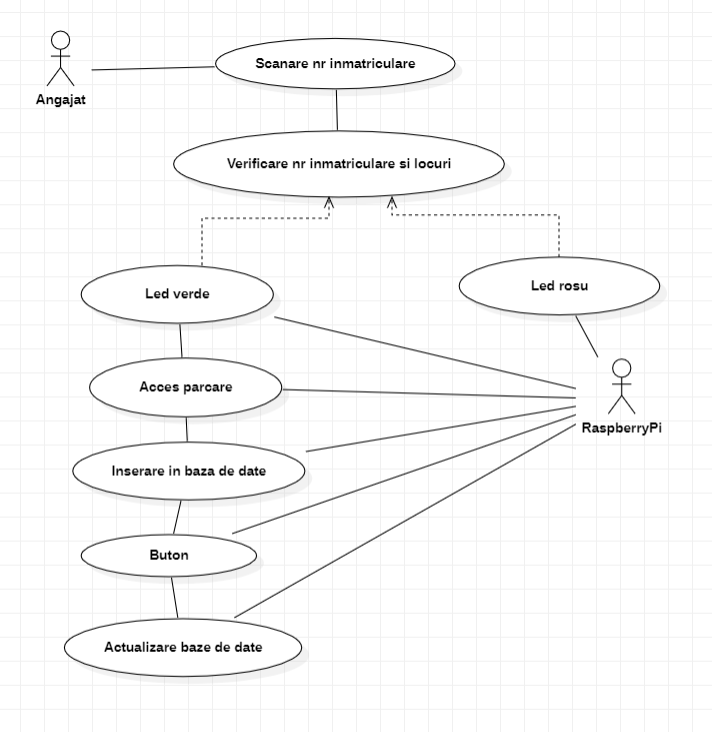 Scanare nr inmatriculare
Angajat
Verificare nr inmatriculare si locuri
Led verde
Led rosu
Acces parcare
RaspberryPi
Inserare in baza de date
Buton
Actualizare baze de date